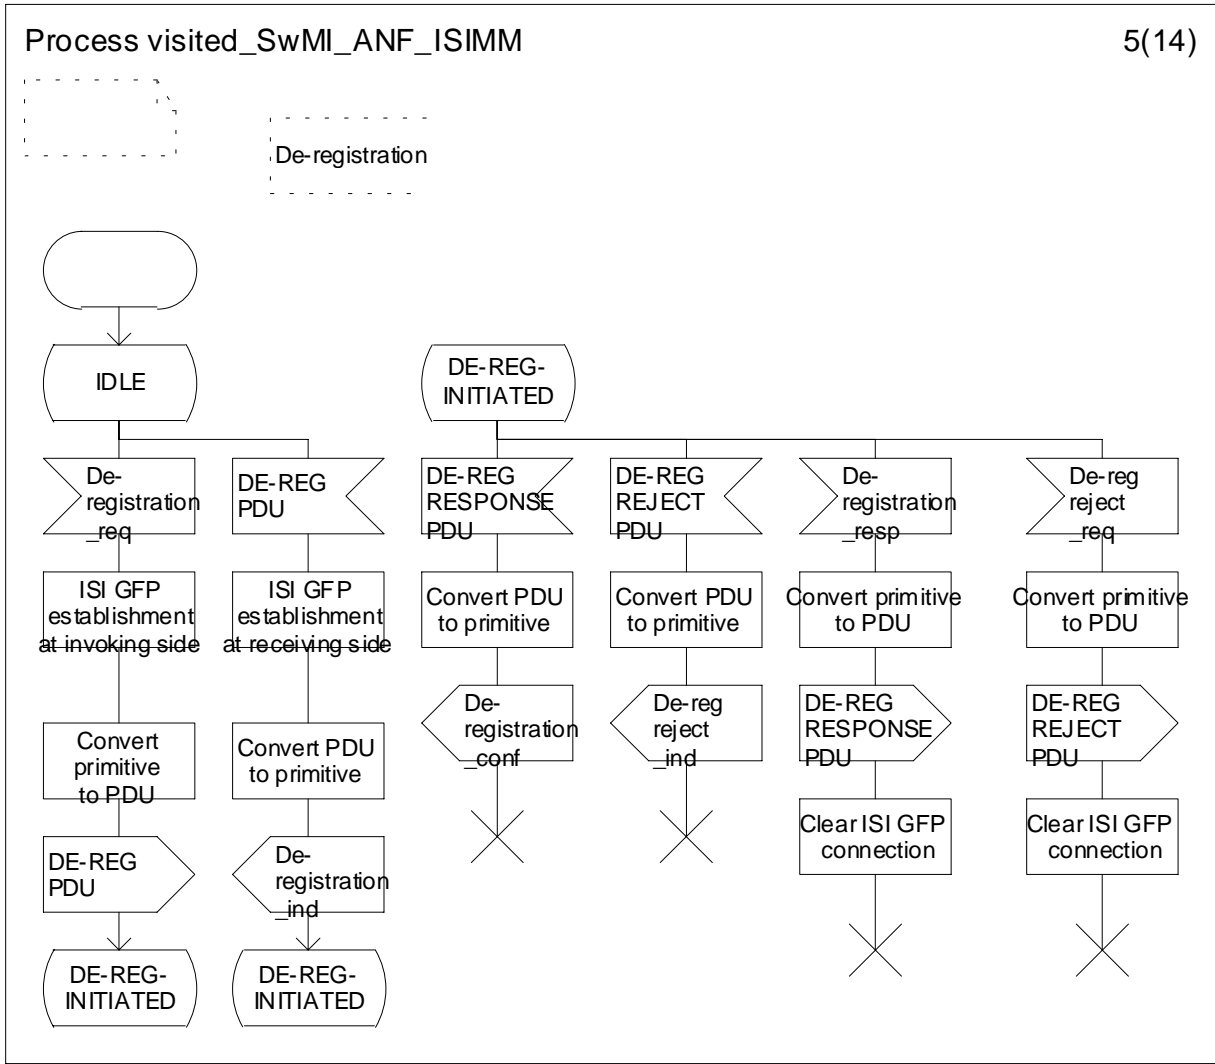 Process visited_SwMI_ANF_ISIMM
5(14)
De-registration
IDLE
DE-REG-
INITIATED
De-
registration
_req
DE-REG
PDU
DE-REG
RESPONSE
PDU
DE-REG
REJECT
PDU
De-
registration
_resp
De-reg
reject
_req
ISI GFP
establishment
at invoking side
ISI GFP
establishment
at receiving side
Convert PDU
to primitive
Convert PDU
to primitive
Convert primitive
to PDU
Convert primitive
to PDU
De-
registration
_conf
De-reg
reject
_ind
DE-REG
RESPONSE
PDU
DE-REG
REJECT
PDU
Convert
primitive
to PDU
Convert PDU
to primitive
Clear ISI GFP
connection
Clear ISI GFP
connection
DE-REG
PDU
De-
registration
_ind
DE-REG-
INITIATED
DE-REG-
INITIATED